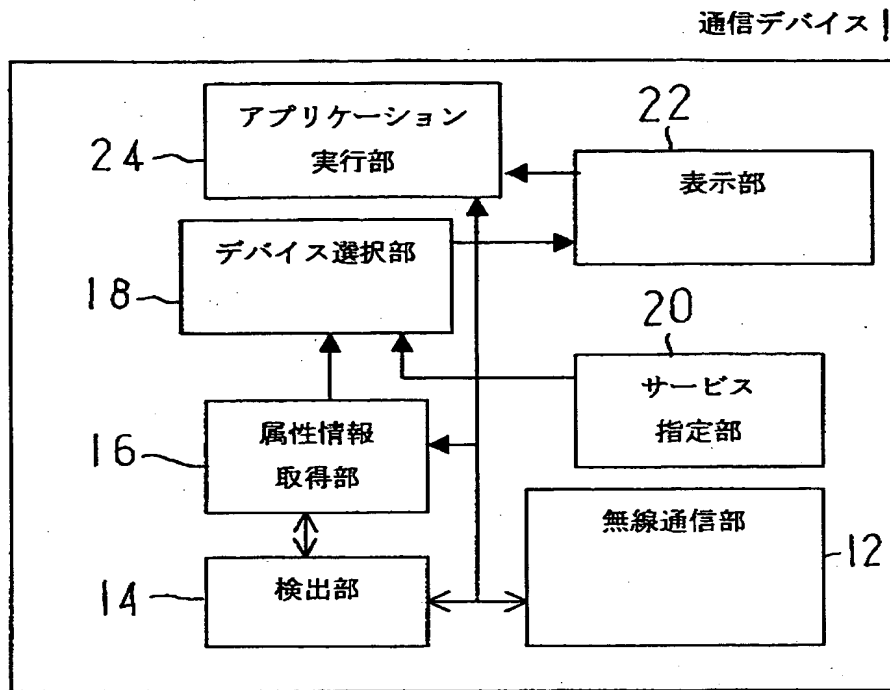 通信デバイス 1
アプリケーション
実行部
24
22
表示部
デバイス選択部
18
20
サービス
指定部
属性情報
取得部
16
無線通信部
12
検出部
14